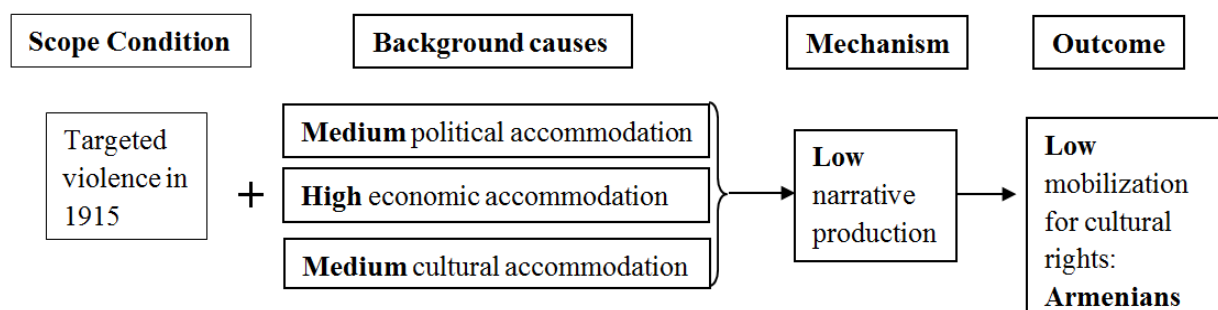 Scope Condition
Background causes
Mechanism
Outcome
Targeted
violence in
1915
+
Medium political accommodation
High economic accommodation
Medium cultural accommodation
Low
narrative
production
Low
mobilization
for cultural
rights:
Armenians